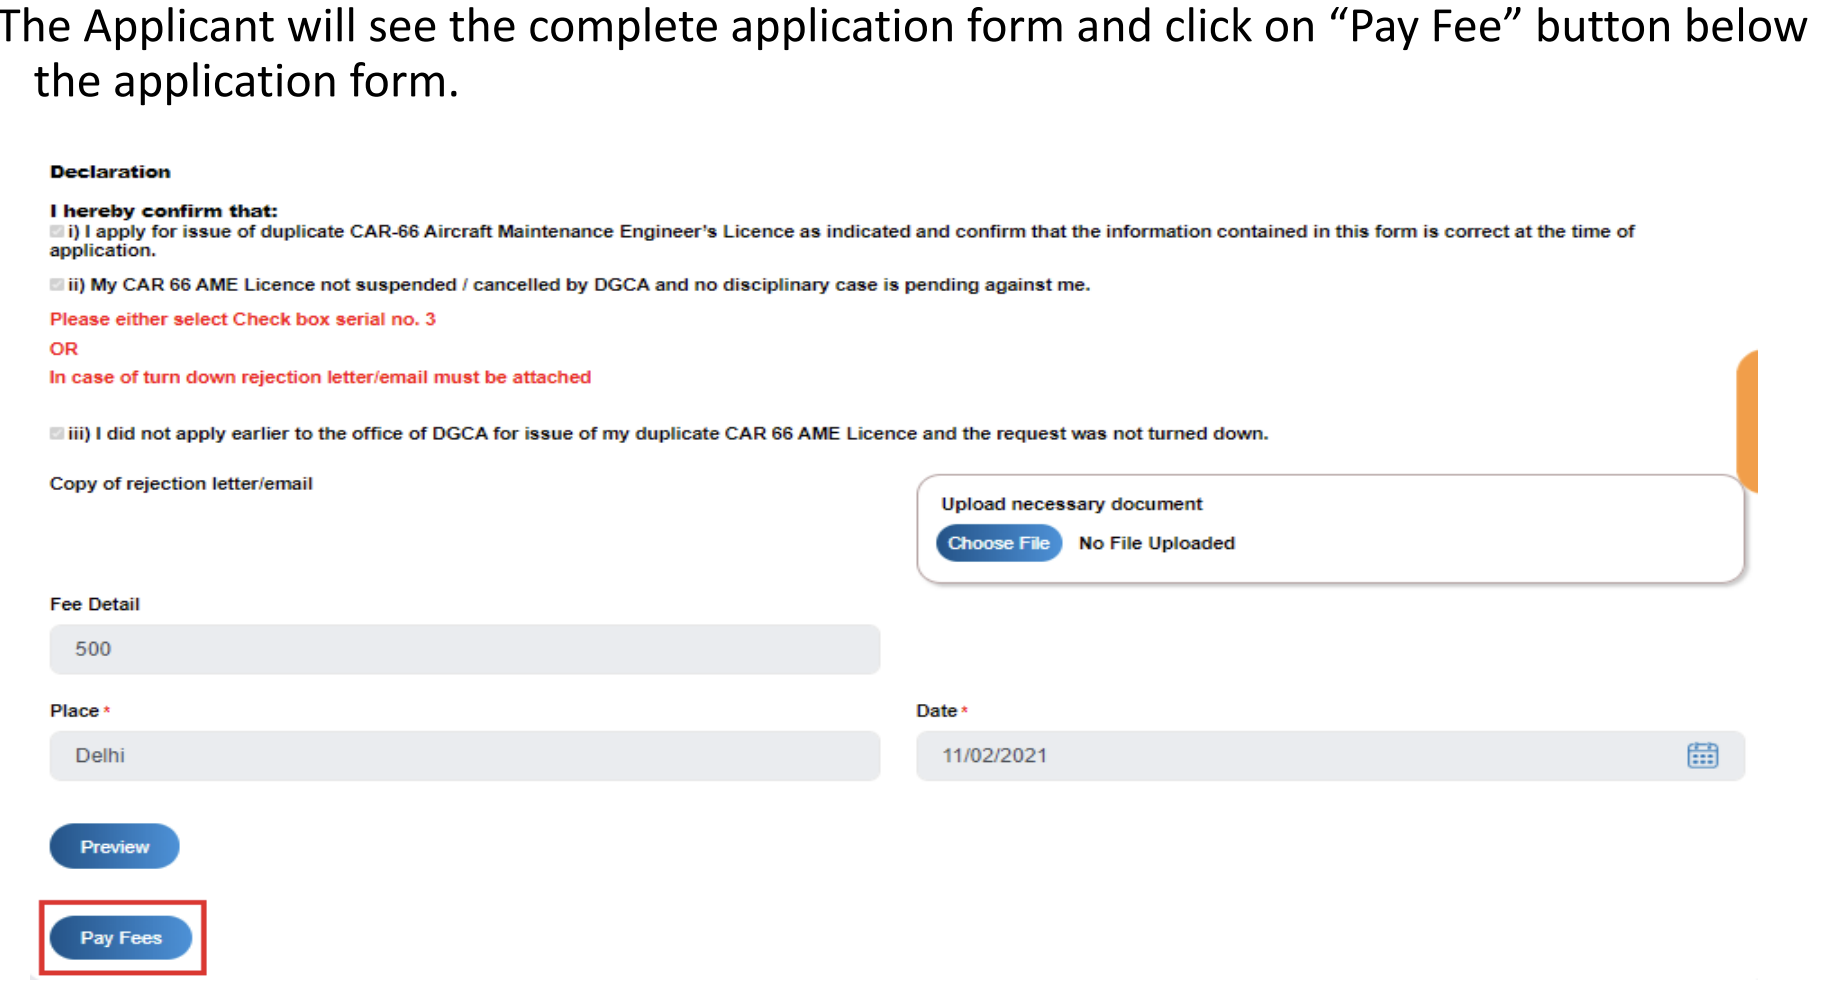 The Applicant will see the complete application form and click on “Pay Fee” button below
the application form.
Declaration
I hereby confirm that:
i) I apply for issue of duplicate CAR-66 Aircraft Maintenance Engineer's Licence as indicated and confirm that the information contained in this form is correct at the time of
application.
ii) My CAR 66 AME Licence not suspended / cancelled by DGCA and no disciplinary case is pending against me.
Please either select Check box serial no. 3
OR
In case of turn down rejection letter/email must be attached
iii) I did not apply earlier to the office of DGCA for issue of my duplicate CAR 66 AME Licence and the request was not turned down.
Copy of rejection letter/email
Upload necessary document
Choose File No File Uploaded
Fee Detail
500
Place * Date *
Delhi 11/02/2021
Preview
Pay Fees